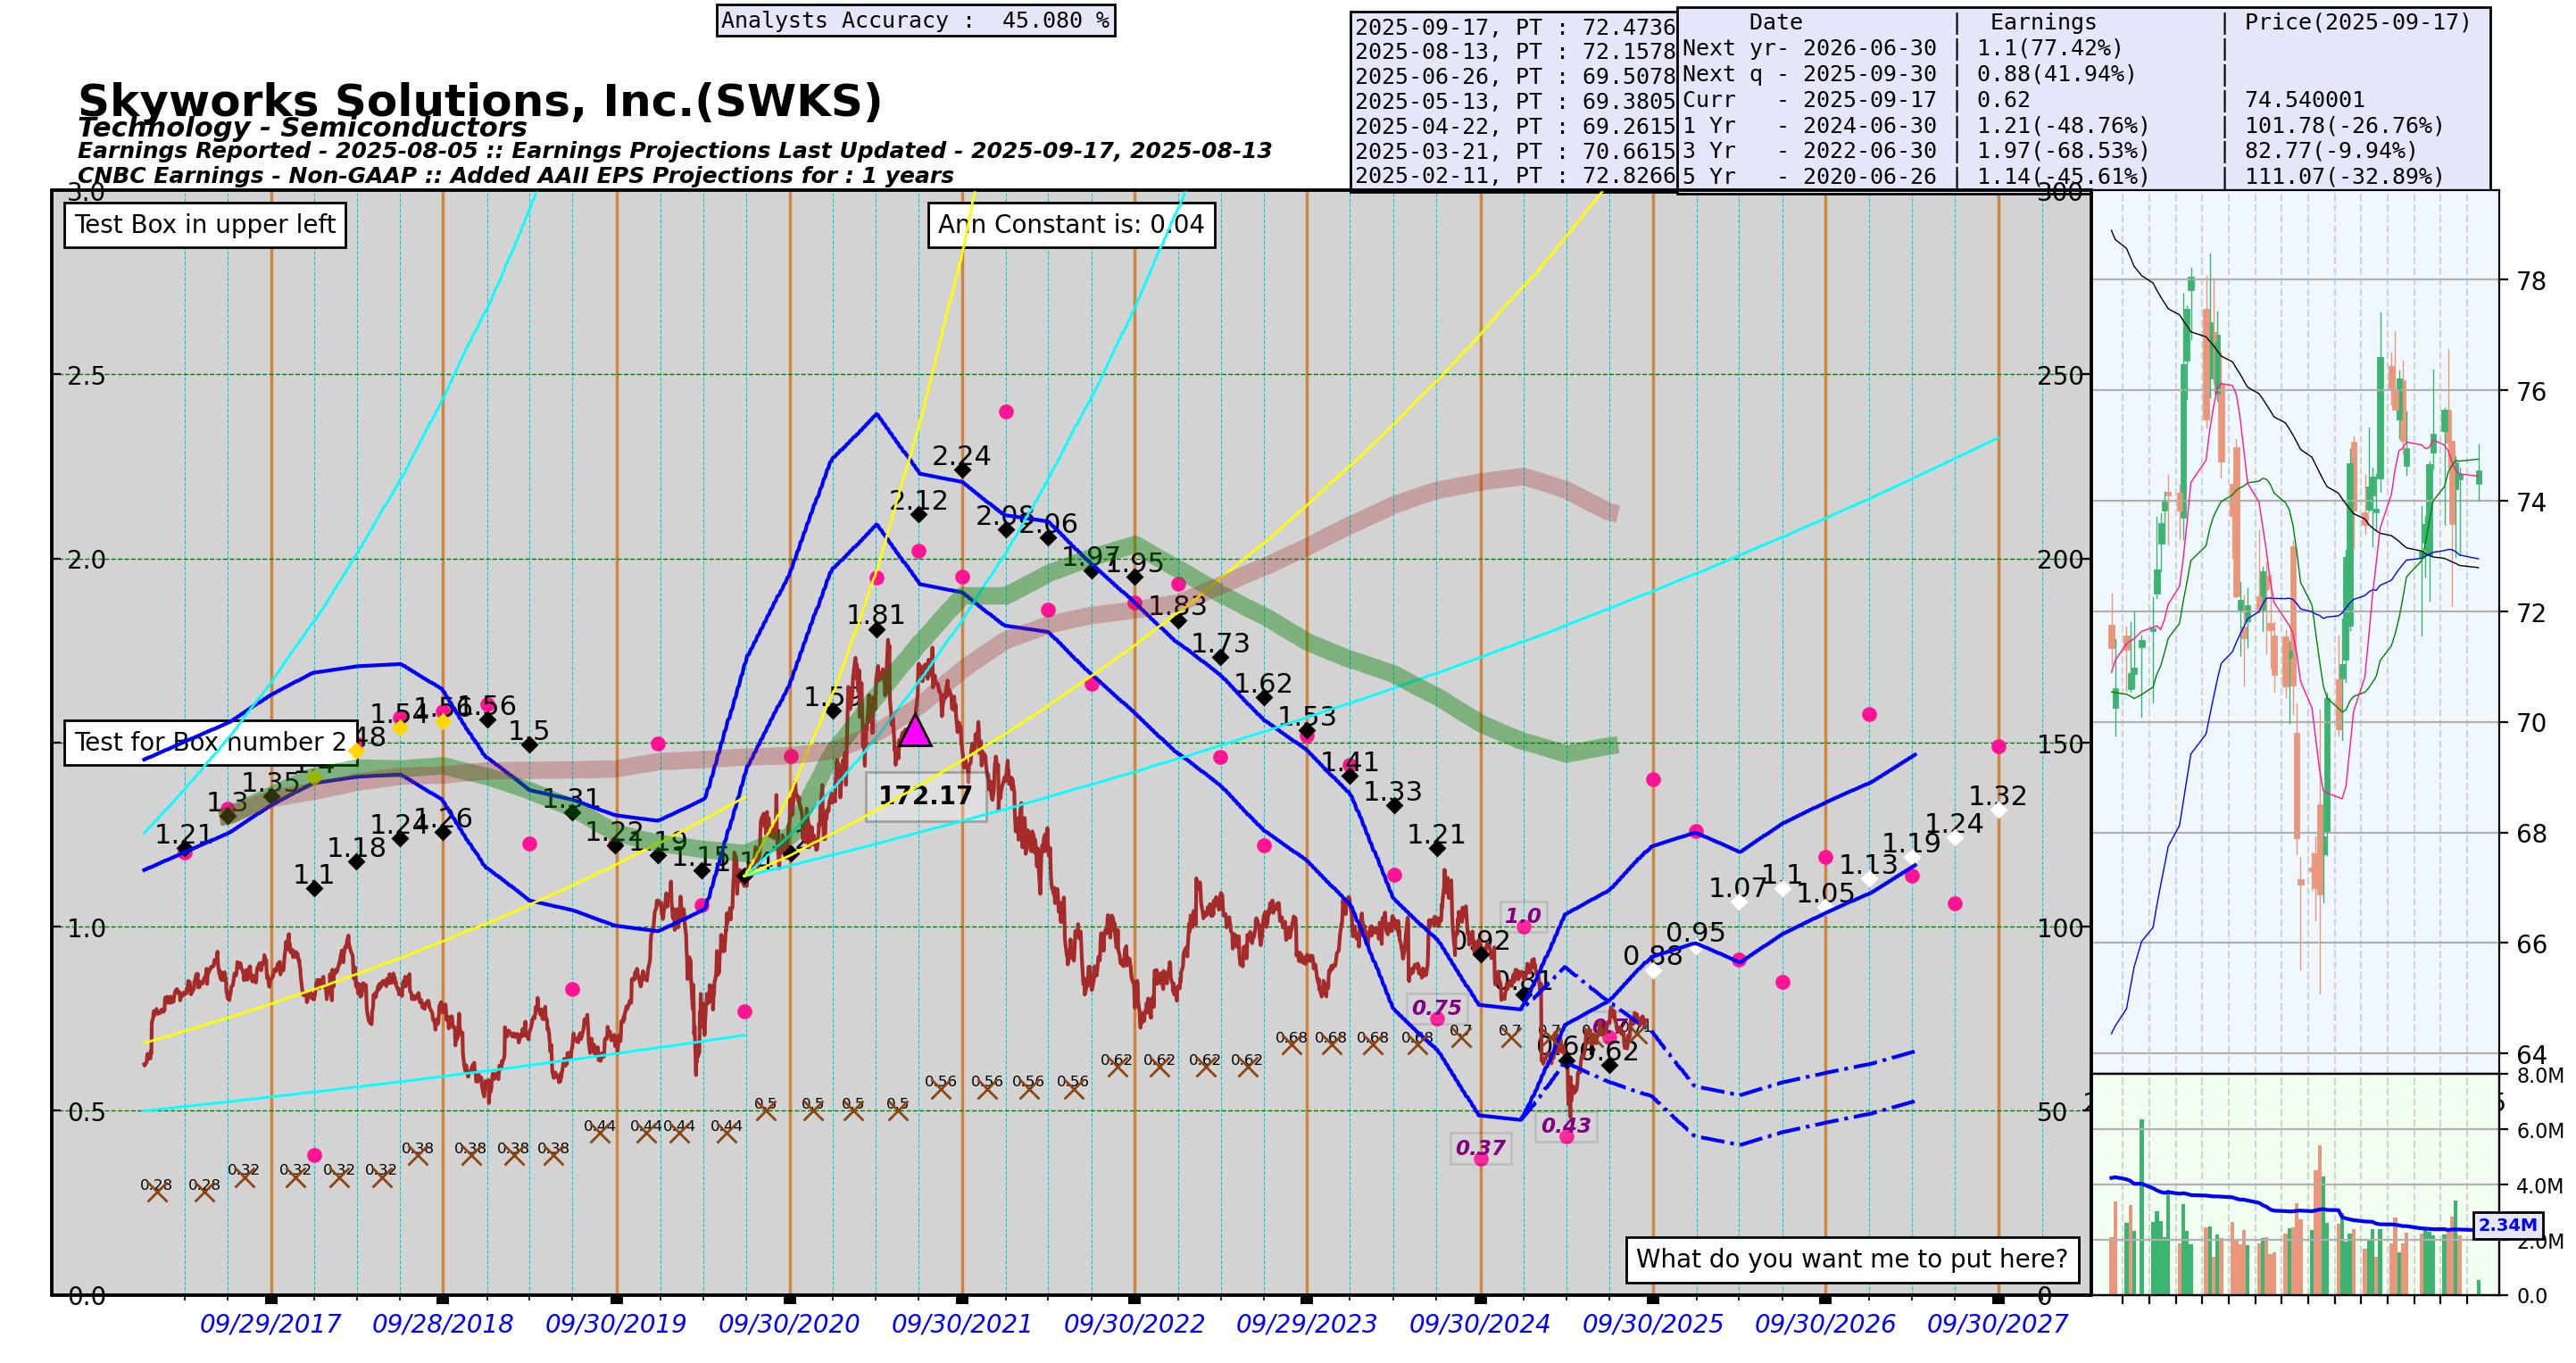 Analysts Accuracy :  45.080 %
2025-09-17, PT : 72.4736
2025-08-13, PT : 72.1578
2025-06-26, PT : 69.5078
2025-05-13, PT : 69.3805
2025-04-22, PT : 69.2615
2025-03-21, PT : 70.6615
2025-02-11, PT : 72.8266
Date | Earnings | Price(2025-09-17)
Next yr- 2026-06-30 | 1.1(77.42%) |
Next q - 2025-09-30 | 0.88(41.94%) |
Curr - 2025-09-17 | 0.62 | 74.540001
1 Yr - 2024-06-30 | 1.21(-48.76%) | 101.78(-26.76%)
3 Yr - 2022-06-30 | 1.97(-68.53%) | 82.77(-9.94%)
5 Yr - 2020-06-26 | 1.14(-45.61%) | 111.07(-32.89%)
Skyworks Solutions, Inc.(SWKS)
Technology - Semiconductors
Earnings Reported - 2025-08-05 :: Earnings Projections Last Updated - 2025-09-17, 2025-08-13
CNBC Earnings - Non-GAAP :: Added AAII EPS Projections for : 1 years
3.0 300
Test Box in upper left
Ann Constant is: 0.04
78
2.5 250
76
2.24
2.12
2.08 2.06
74
2.0 200
1.97 1.95
1.83
1.81
72
1.73
1.62
1.59
1.54 1.56 1.56
1.5
1.53
70
Test for Box number 2
48
150
1.41
1.35
1.3
1.33
172.17
1.31
1.32
68
1.21
1.24 1.26
1.22 1.19
1.21
1.24
1.19
1.18
1.15
1.13
1.1
1.07 1.1 1.05
66
1.0
1.0
100
0.92
0.95
0.88
0.81
0.75
64
0.68 0.68 0.68 0.68 0.7 0.7 0.7
0.64 0.62
0.62 0.62 0.62 0.62
8.0M
0.56 0.56 0.56 0.56
0.5 0.5 0.5 0.5
0.5 50
6.0M
0.44 0.44 0.44 0.44
0.43
0.38 0.38 0.38 0.38
0.37
0.32 0.32 0.32 0.32
0.28 0.28
4.0M
2.34M
2.0M
What do you want me to put here?
0.0 0 0.0
09/29/2017 09/28/2018 09/30/2019 09/30/2020 09/30/2021 09/30/2022 09/29/2023 09/30/2024 09/30/2025 09/30/2026 09/30/2027